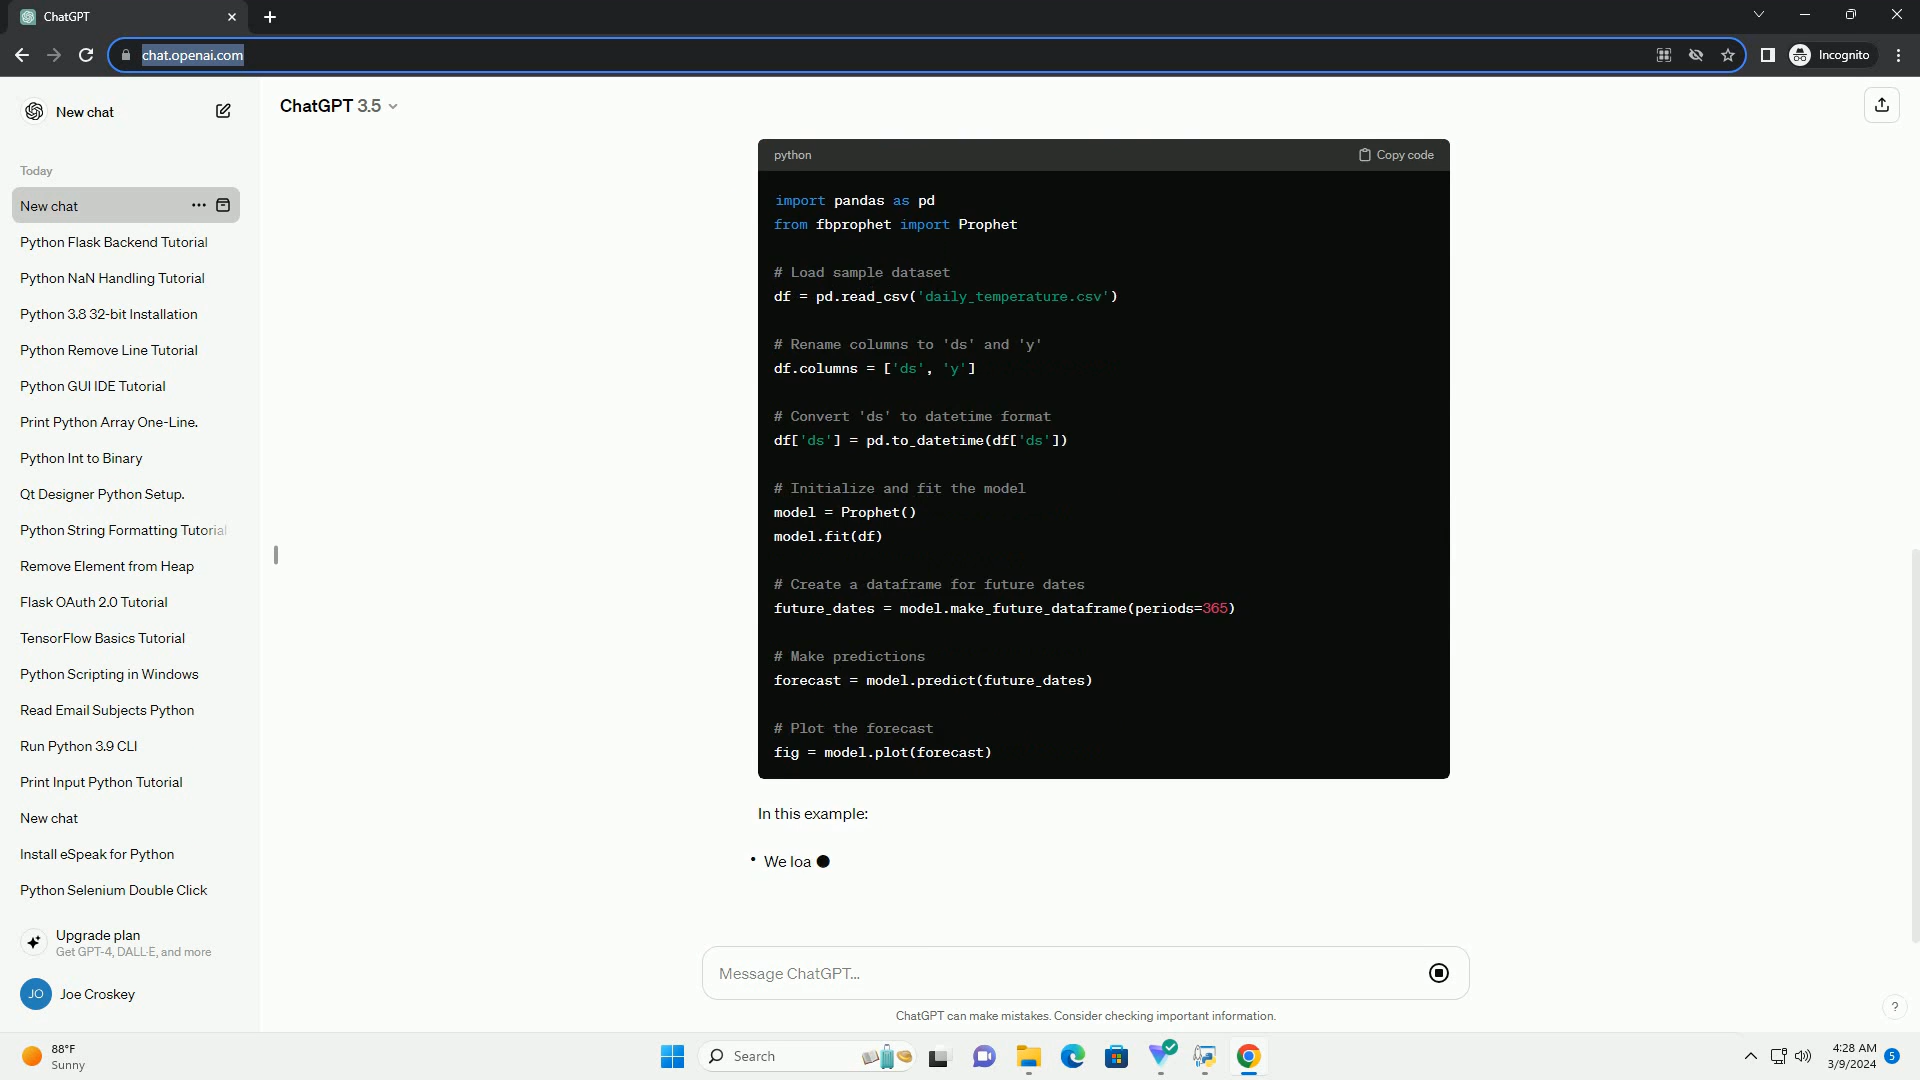 ChatGPT
chat.openai.com
Incognito
New chat
Today
New chat
Python Flask Backend Tutorial
Python NaN Handling Tutorial
Python 3.8 32-bit Installation
Python Remove Line Tutorial
Python GUI IDE Tutorial
Print Python Array One-Line.
Python Int to Binary
Qt Designer Python Setup.
Python String Formatting Tutorial
Remove Element from Heap
Flask OAuth 2.0 Tutorial
TensorFlow Basics Tutorial
Python Scripting in Windows
Read Email Subjects Python
Run Python 3.9 CLI
Print Input Python Tutorial
New chat
Install eSpeak for Python
Python Selenium Double Click
Upgrade plan
Get GPT-4, DALL·E, and more
JO Joe Croskey
ChatGPT 3.5
python Copy code
import pandas as pd
from fbprophet import Prophet
# Load sample dataset
df = pd.read_csv('daily_temperature.csv')
# Rename columns to 'ds' and 'y'
df.columns = ['ds', 'y']
# Convert 'ds' to datetime format
df['ds'] = pd.to_datetime(df['ds'])
# Initialize and fit the model
model = Prophet()
model.fit(df)
# Create a dataframe for future dates
future_dates = model.make_future_dataframe(periods=365)
# Make predictions
forecast = model.predict(future_dates)
# Plot the forecast
fig = model.plot(forecast)
In this example:
• We loa
Message ChatGPT...
ChatGPT can make mistakes. Consider checking important information.
?
88°F
Sunny
Search
4:28 AM
3/9/2024
5